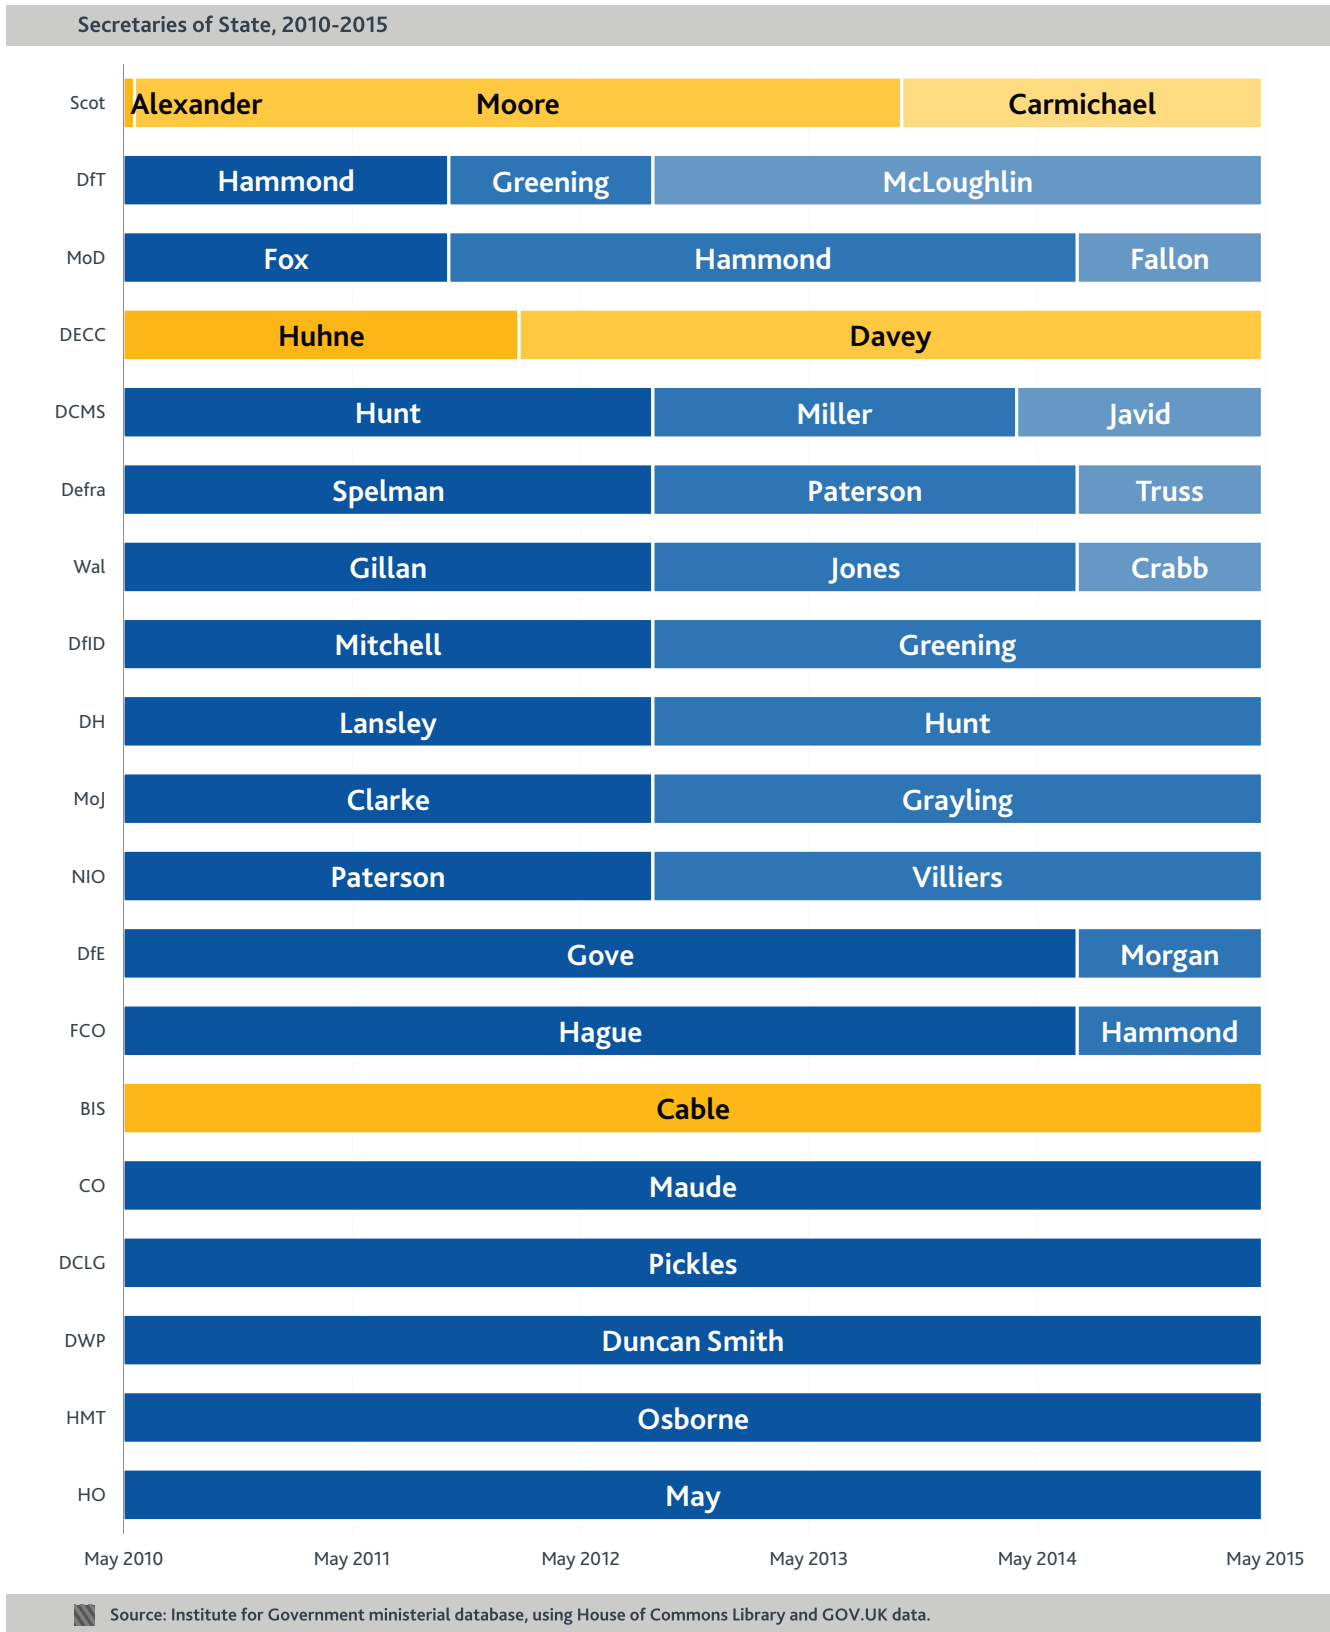 Secretaries of State, 2010-2015
Scot Alexander Moore Carmichael
DfT Hammond Greening McLoughlin
MoD Fox Hammond Fallon
DECC Huhne Davey
DCMS Hunt Miller Javid
Defra Spelman Paterson Truss
Wal Gillan Jones Crabb
DfID Mitchell Greening
DH Lansley Hunt
MoJ Clarke Grayling
NIO Paterson Villiers
DfE Gove Morgan
FCO Hague Hammond
BIS Cable
CO Maude
DCLG Pickles
DWP Duncan Smith
HMT Osborne
HO May
May 2010 May 2011 May 2012 May 2013 May 2014 May 2015
Source: Institute for Government ministerial database, using House of Commons Library and GOV.UK data.